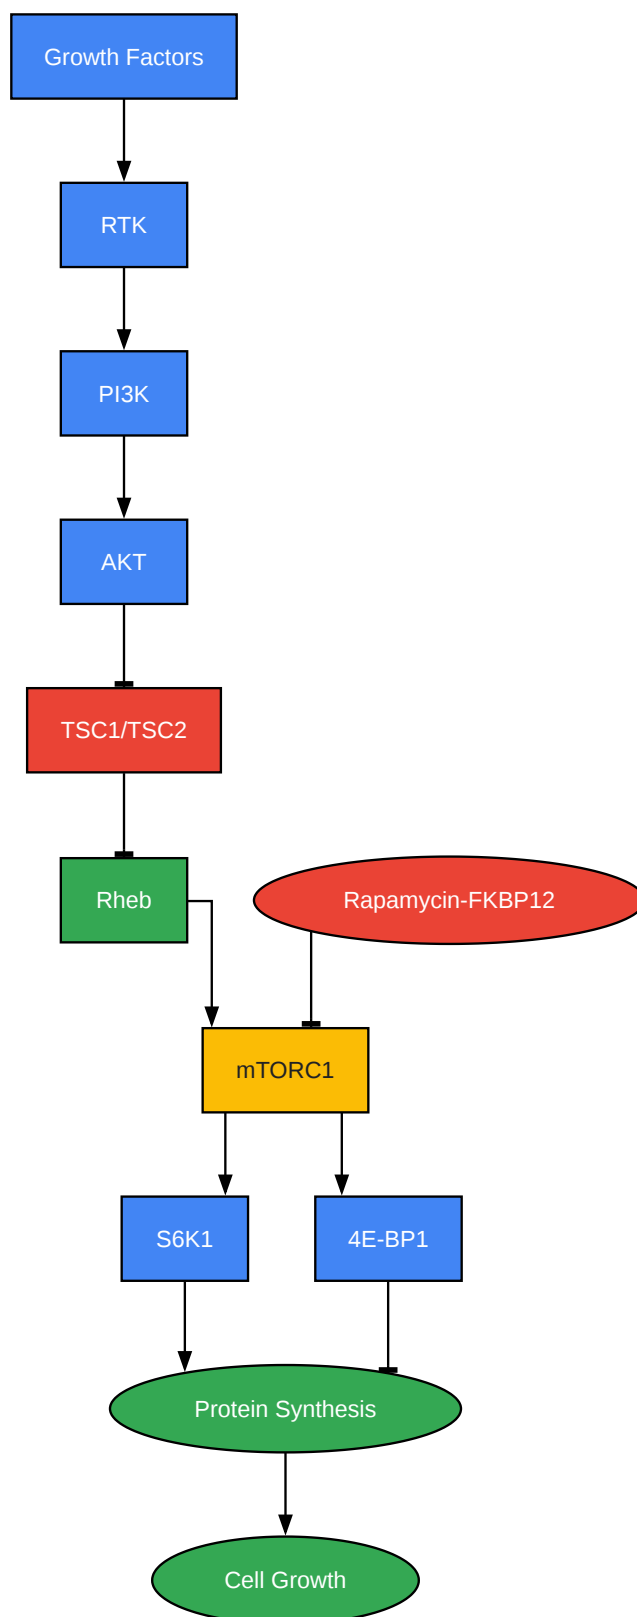 Growth Factors
RTK
PI3K
AKT
TSC1/TSC2
Rheb
Rapamycin-FKBP12
mTORC1
S6K1
4E-BP1
Protein Synthesis
Cell Growth